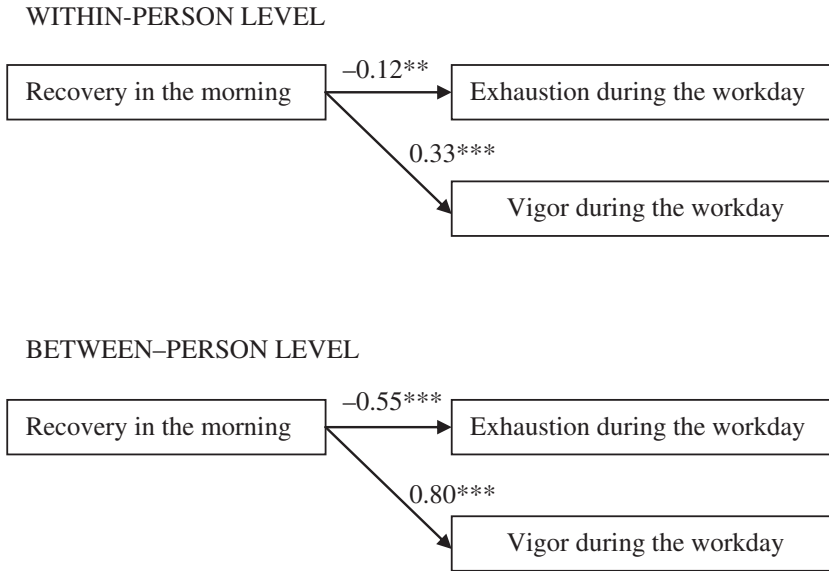 WITHIN-PERSON LEVEL
–0.12**
Recovery in the morning
Exhaustion during the workday
0.33***
Vigor during the workday
BETWEEN–PERSON LEVEL
–0.55***
Recovery in the morning
Exhaustion during the workday
0.80***
Vigor during the workday